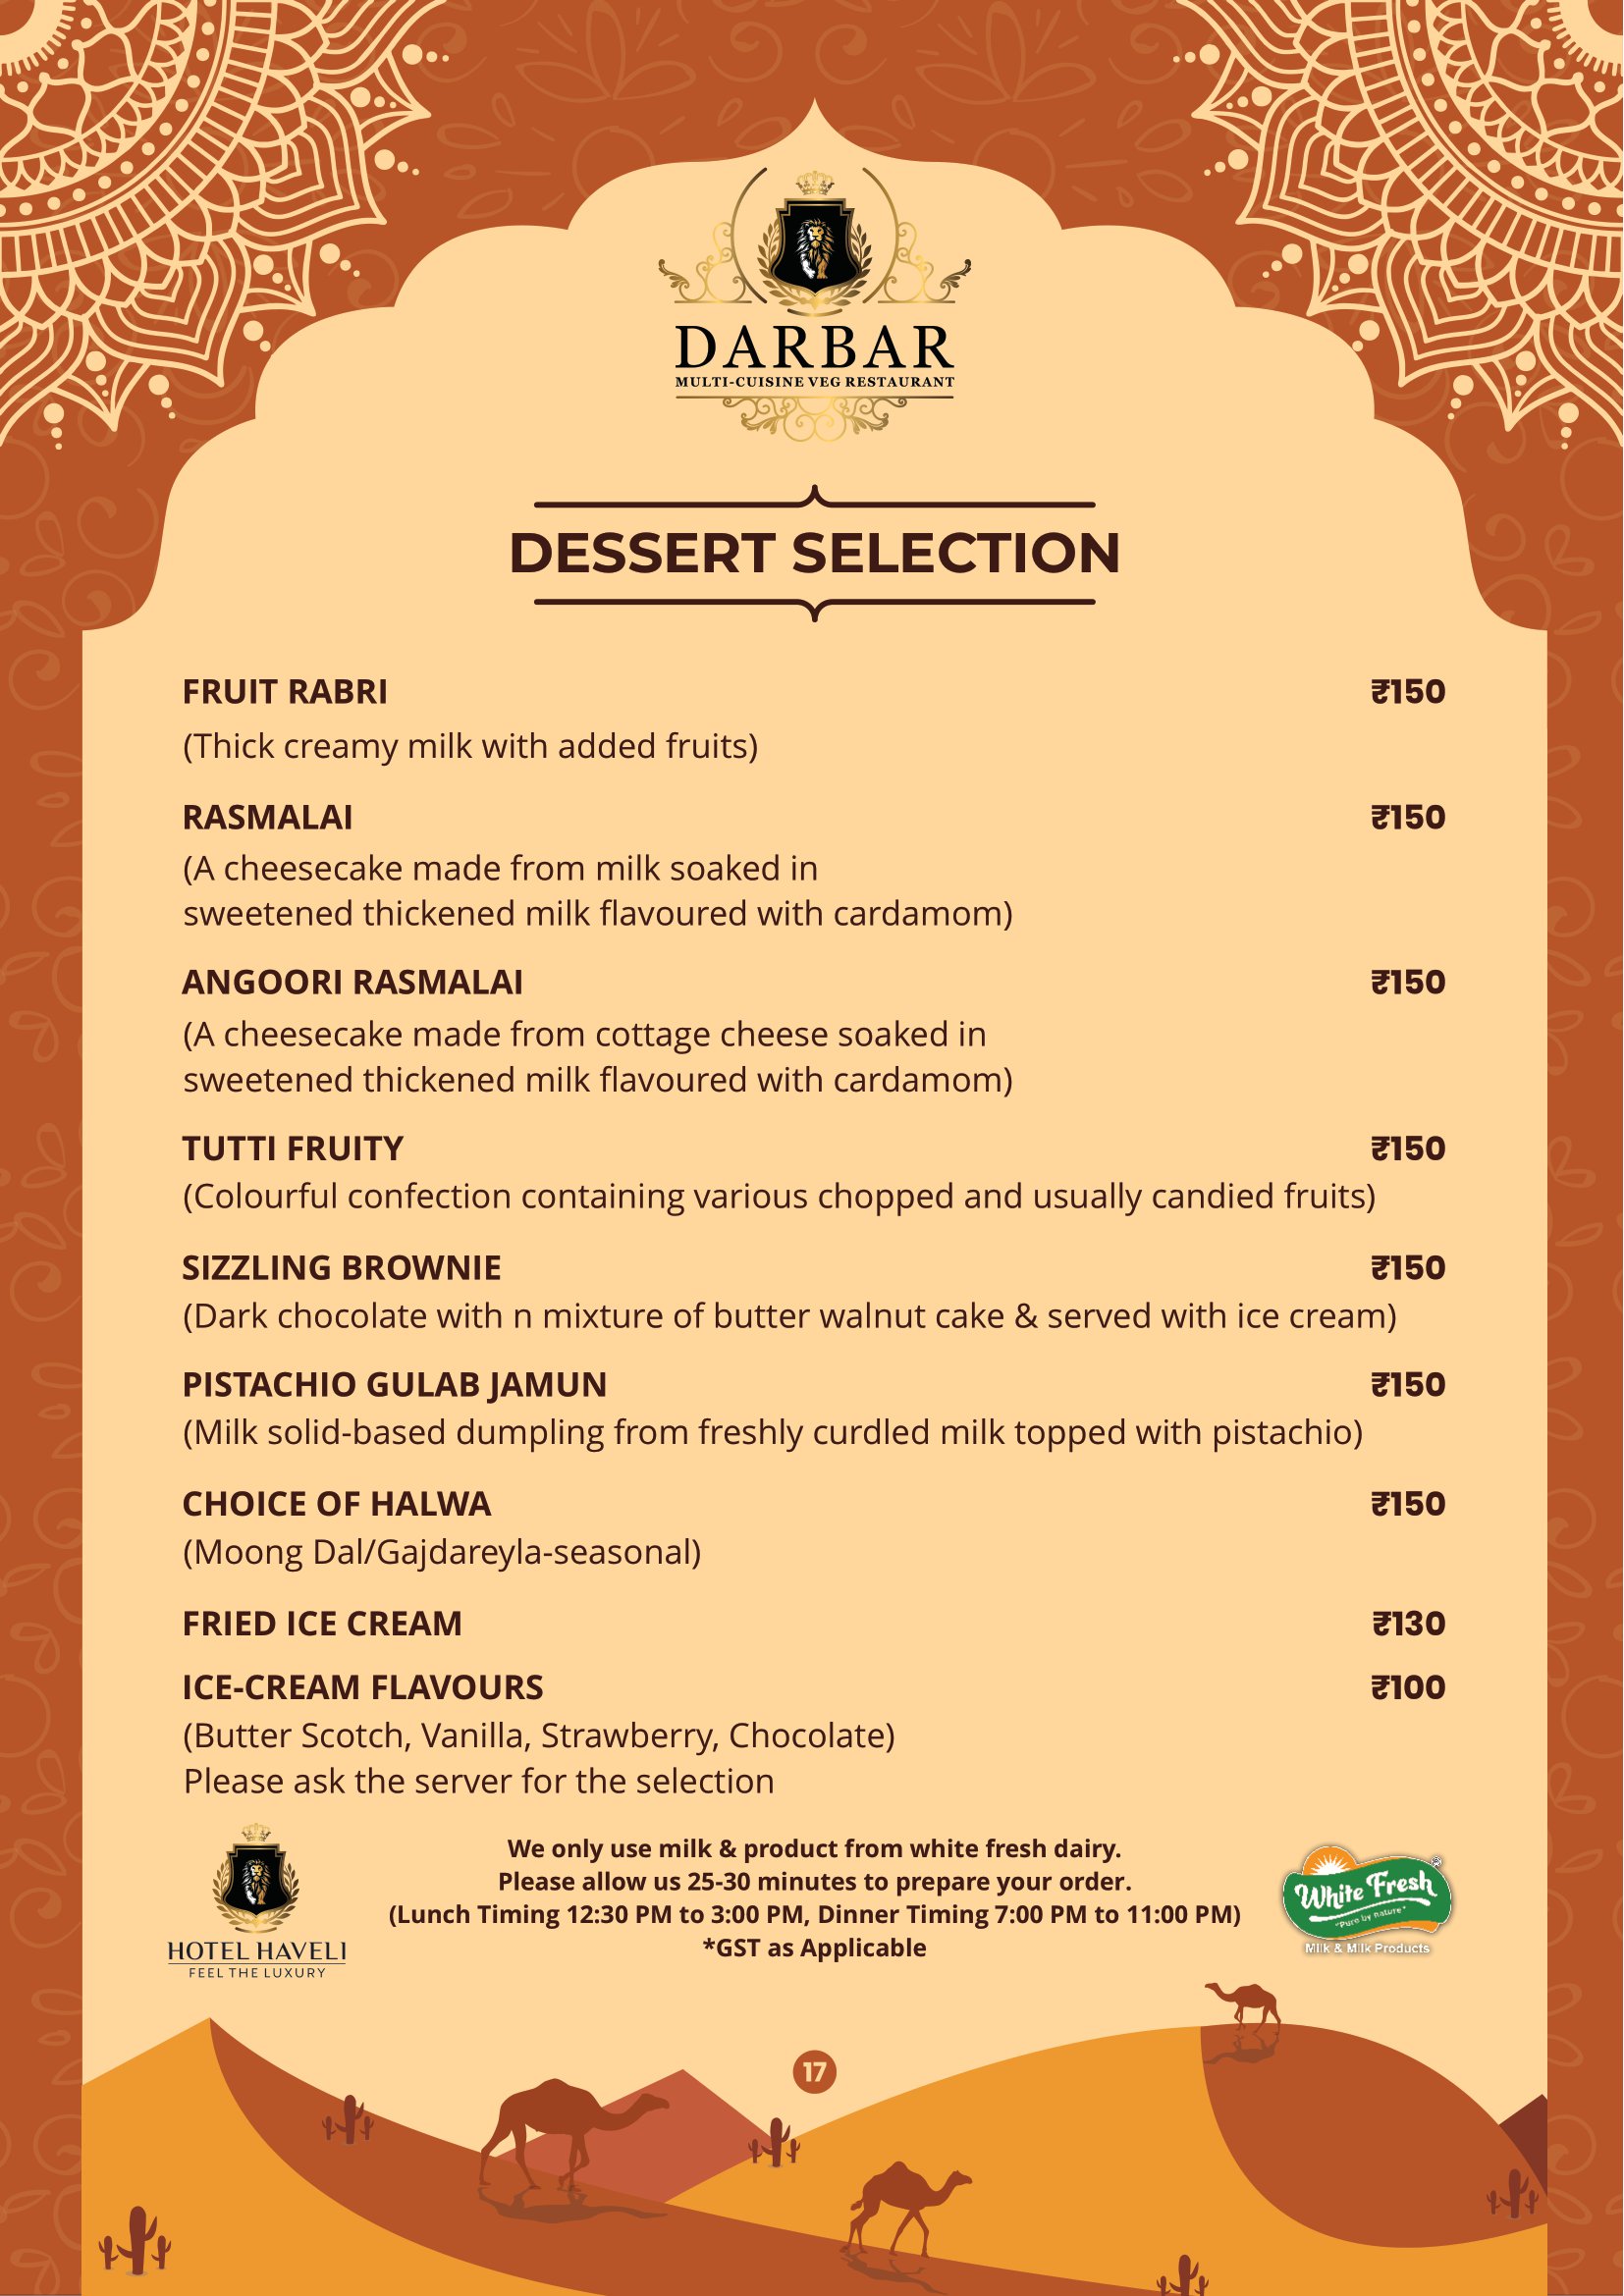 DARBAR
MULTI-CUISINE VEG RESTAURANT
DESSERT SELECTION
FRUIT RABRI ₹150
(Thick creamy milk with added fruits)
RASMALAI ₹150
(A cheesecake made from milk soaked in
sweetened thickened milk flavoured with cardamom)
ANGOORI RASMALAI ₹150
(A cheesecake made from cottage cheese soaked in
sweetened thickened milk flavoured with cardamom)
TUTTI FRUITY ₹150
(Colourful confection containing various chopped and usually candied fruits)
SIZZLING BROWNIE ₹150
(Dark chocolate with n mixture of butter walnut cake & served with ice cream)
PISTACHIO GULAB JAMUN ₹150
(Milk solid-based dumpling from freshly curdled milk topped with pistachio)
CHOICE OF HALWA ₹150
(Moong Dal/Gajdareyla-seasonal)
FRIED ICE CREAM ₹130
ICE-CREAM FLAVOURS ₹100
(Butter Scotch, Vanilla, Strawberry, Chocolate)
Please ask the server for the selection
We only use milk & product from white fresh dairy.
Please allow us 25-30 minutes to prepare your order.
(Lunch Timing 12:30 PM to 3:00 PM, Dinner Timing 7:00 PM to 11:00 PM)
*GST as Applicable
HOTEL HAVELI
FEEL THE LUXURY
White Fresh ®
"Pure by nature"
Milk & Milk Products
17